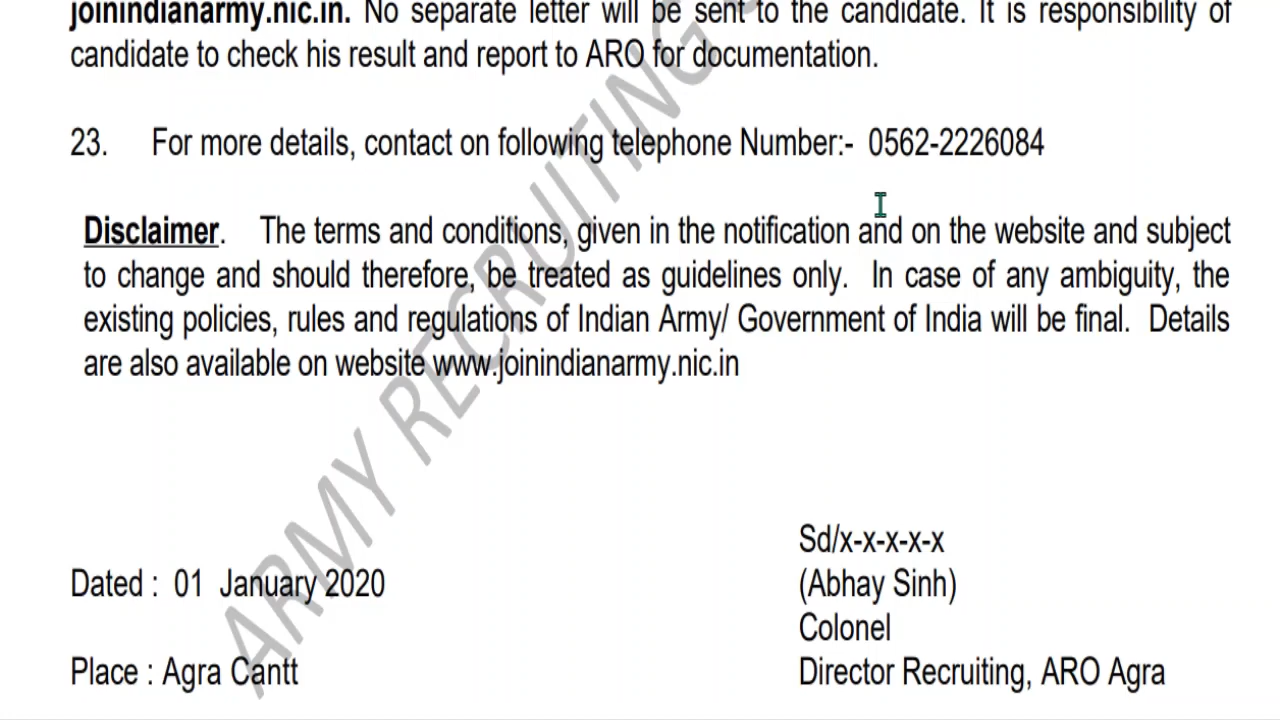 joinindianarmy.nic.in. No separate letter will be sent to the candidate. It is responsibility of
candidate to check his result and report to ARO for documentation.
23. For more details, contact on following telephone Number:- 0562-2226084
Disclaimer. The terms and conditions, given in the notification and on the website and subject
to change and should therefore, be treated as guidelines only. In case of any ambiguity, the
existing policies, rules and regulations of Indian Army/ Government of India will be final. Details
are also available on website www.joinindianarmy.nic.in
Sd/x-x-x-x-x
Dated : 01 January 2020 (Abhay Sinh)
Colonel
Place : Agra Cantt Director Recruiting, ARO Agra
ARMY RECRUITING